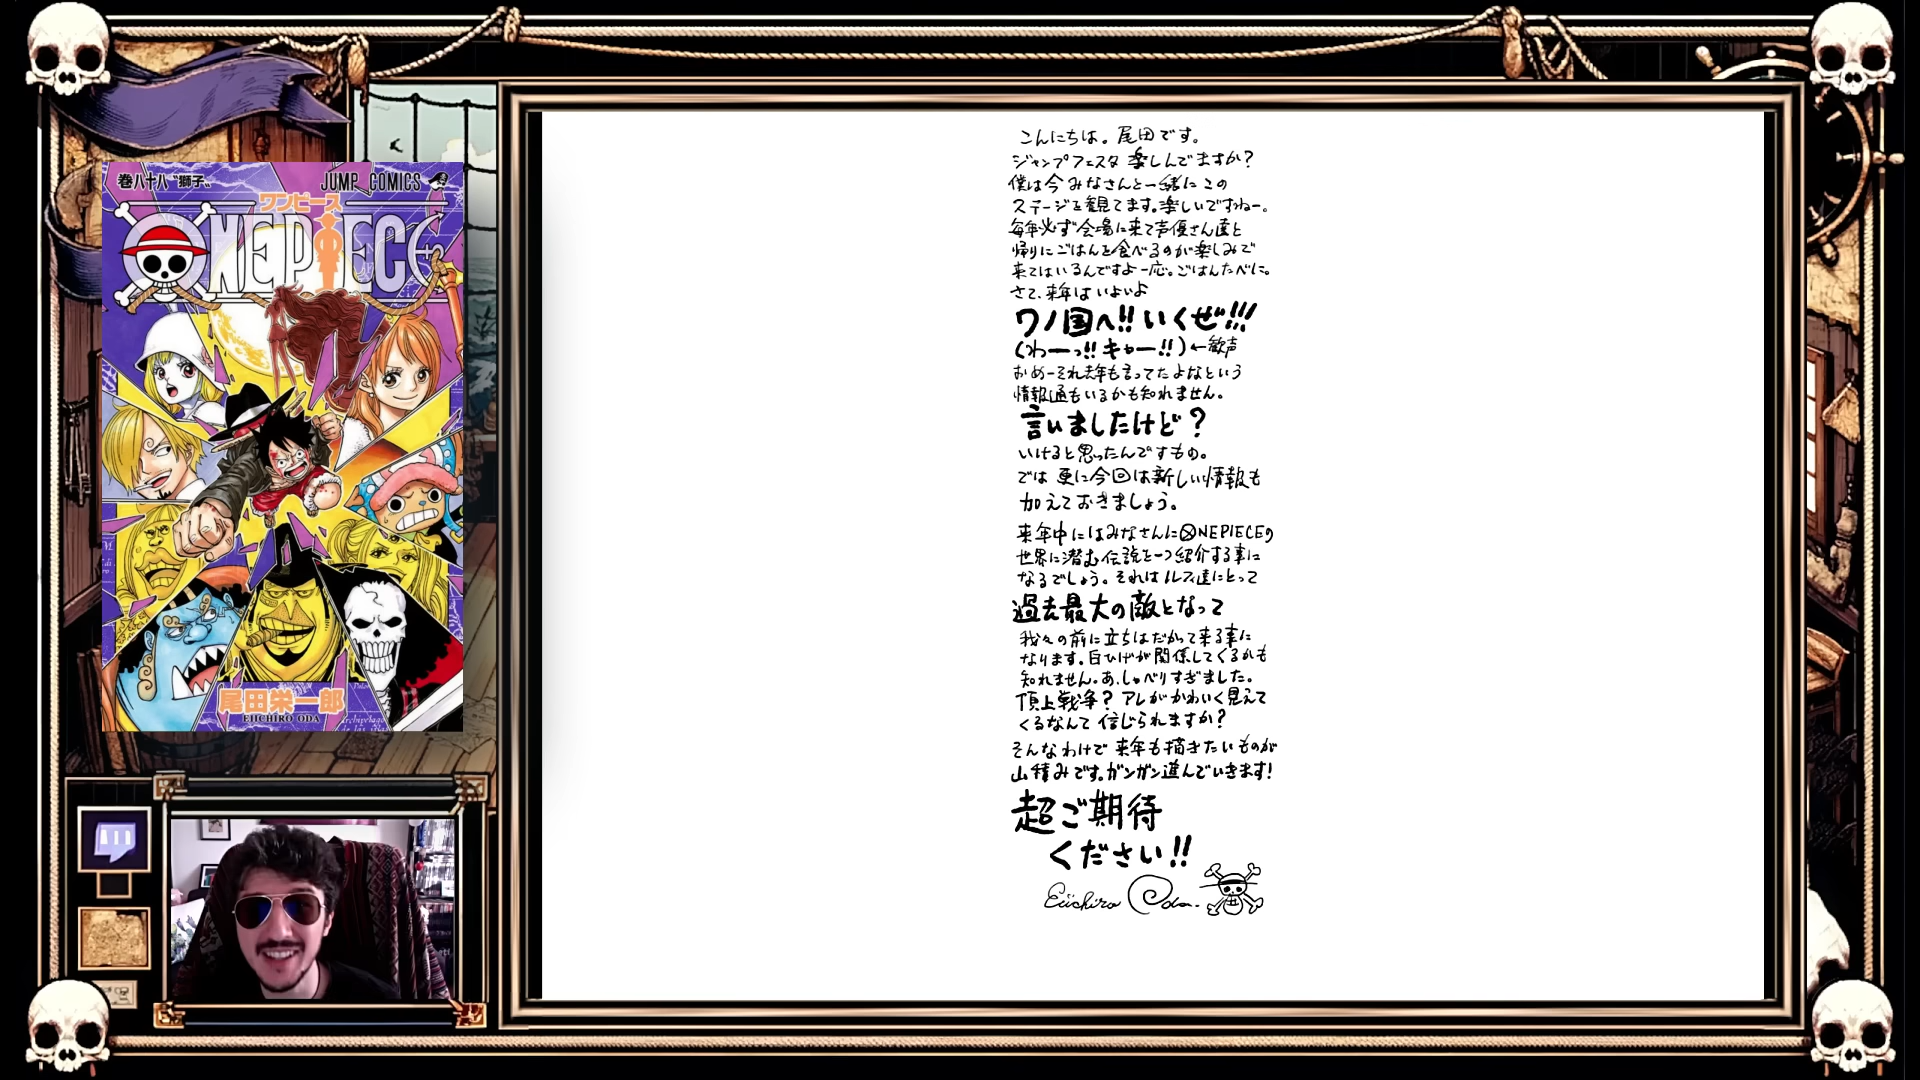 巻八十八 "獅子"
JUMP COMICS
ワンピース
ONE PIECE
尾田栄一郎
EIICHIRO ODA
こんにちは。尾田です。
ジャンプフェスタ 楽しんでますか?
僕は今 みなさんと一緒に この
ステージを観てます。楽しいですねー。
毎年必ず会場に来て声優さん達と
帰りにごはんを食べるのが楽しみで
来てはいるんですよ一応。ごはんたべに。
さて、来年は いよいよ
ワノ国へ!! いくぜ!!!
(わーっ!! キャー!!)←歓声
おめーそれ去年も言ってたよなという
情報通もいるかも知れません。
言いましたけど?
いけると思ったんですもの。
では 更に今回は新しい情報も
加えておきましょう。
来年中にはみなさんにONEPIECEの
世界に潜む伝説を一つ紹介する事に
なるでしょう。それは ルフィ達にとって
過去最大の敵となって
我々の前に立ちはだかって来る事に
なります。白ひげが関係してくるかも
知れません。あ、しゃべりすぎました。
頂上戦争? アレがかわいく見えて
くるなんて 信じられますか?
そんなわけで 来年も描きたいものが
山積みです。ガンガン進んでいきます!
超ご期待
ください!!
Eiichiro Oda.